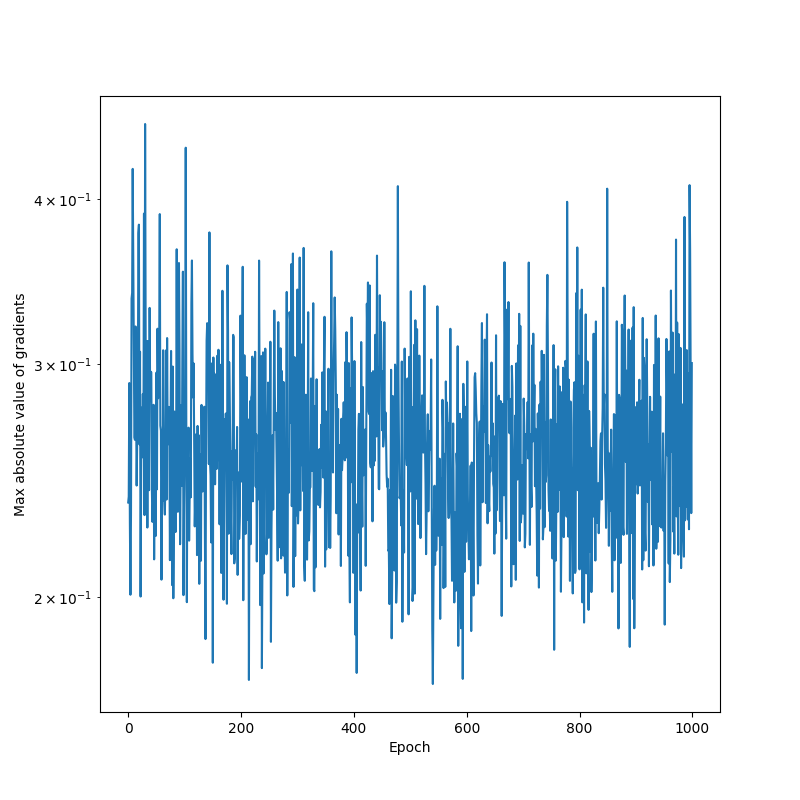 Max absolute value of gradients
4 × 10⁻¹
3 × 10⁻¹
2 × 10⁻¹
0 200 400 600 800 1000
Epoch